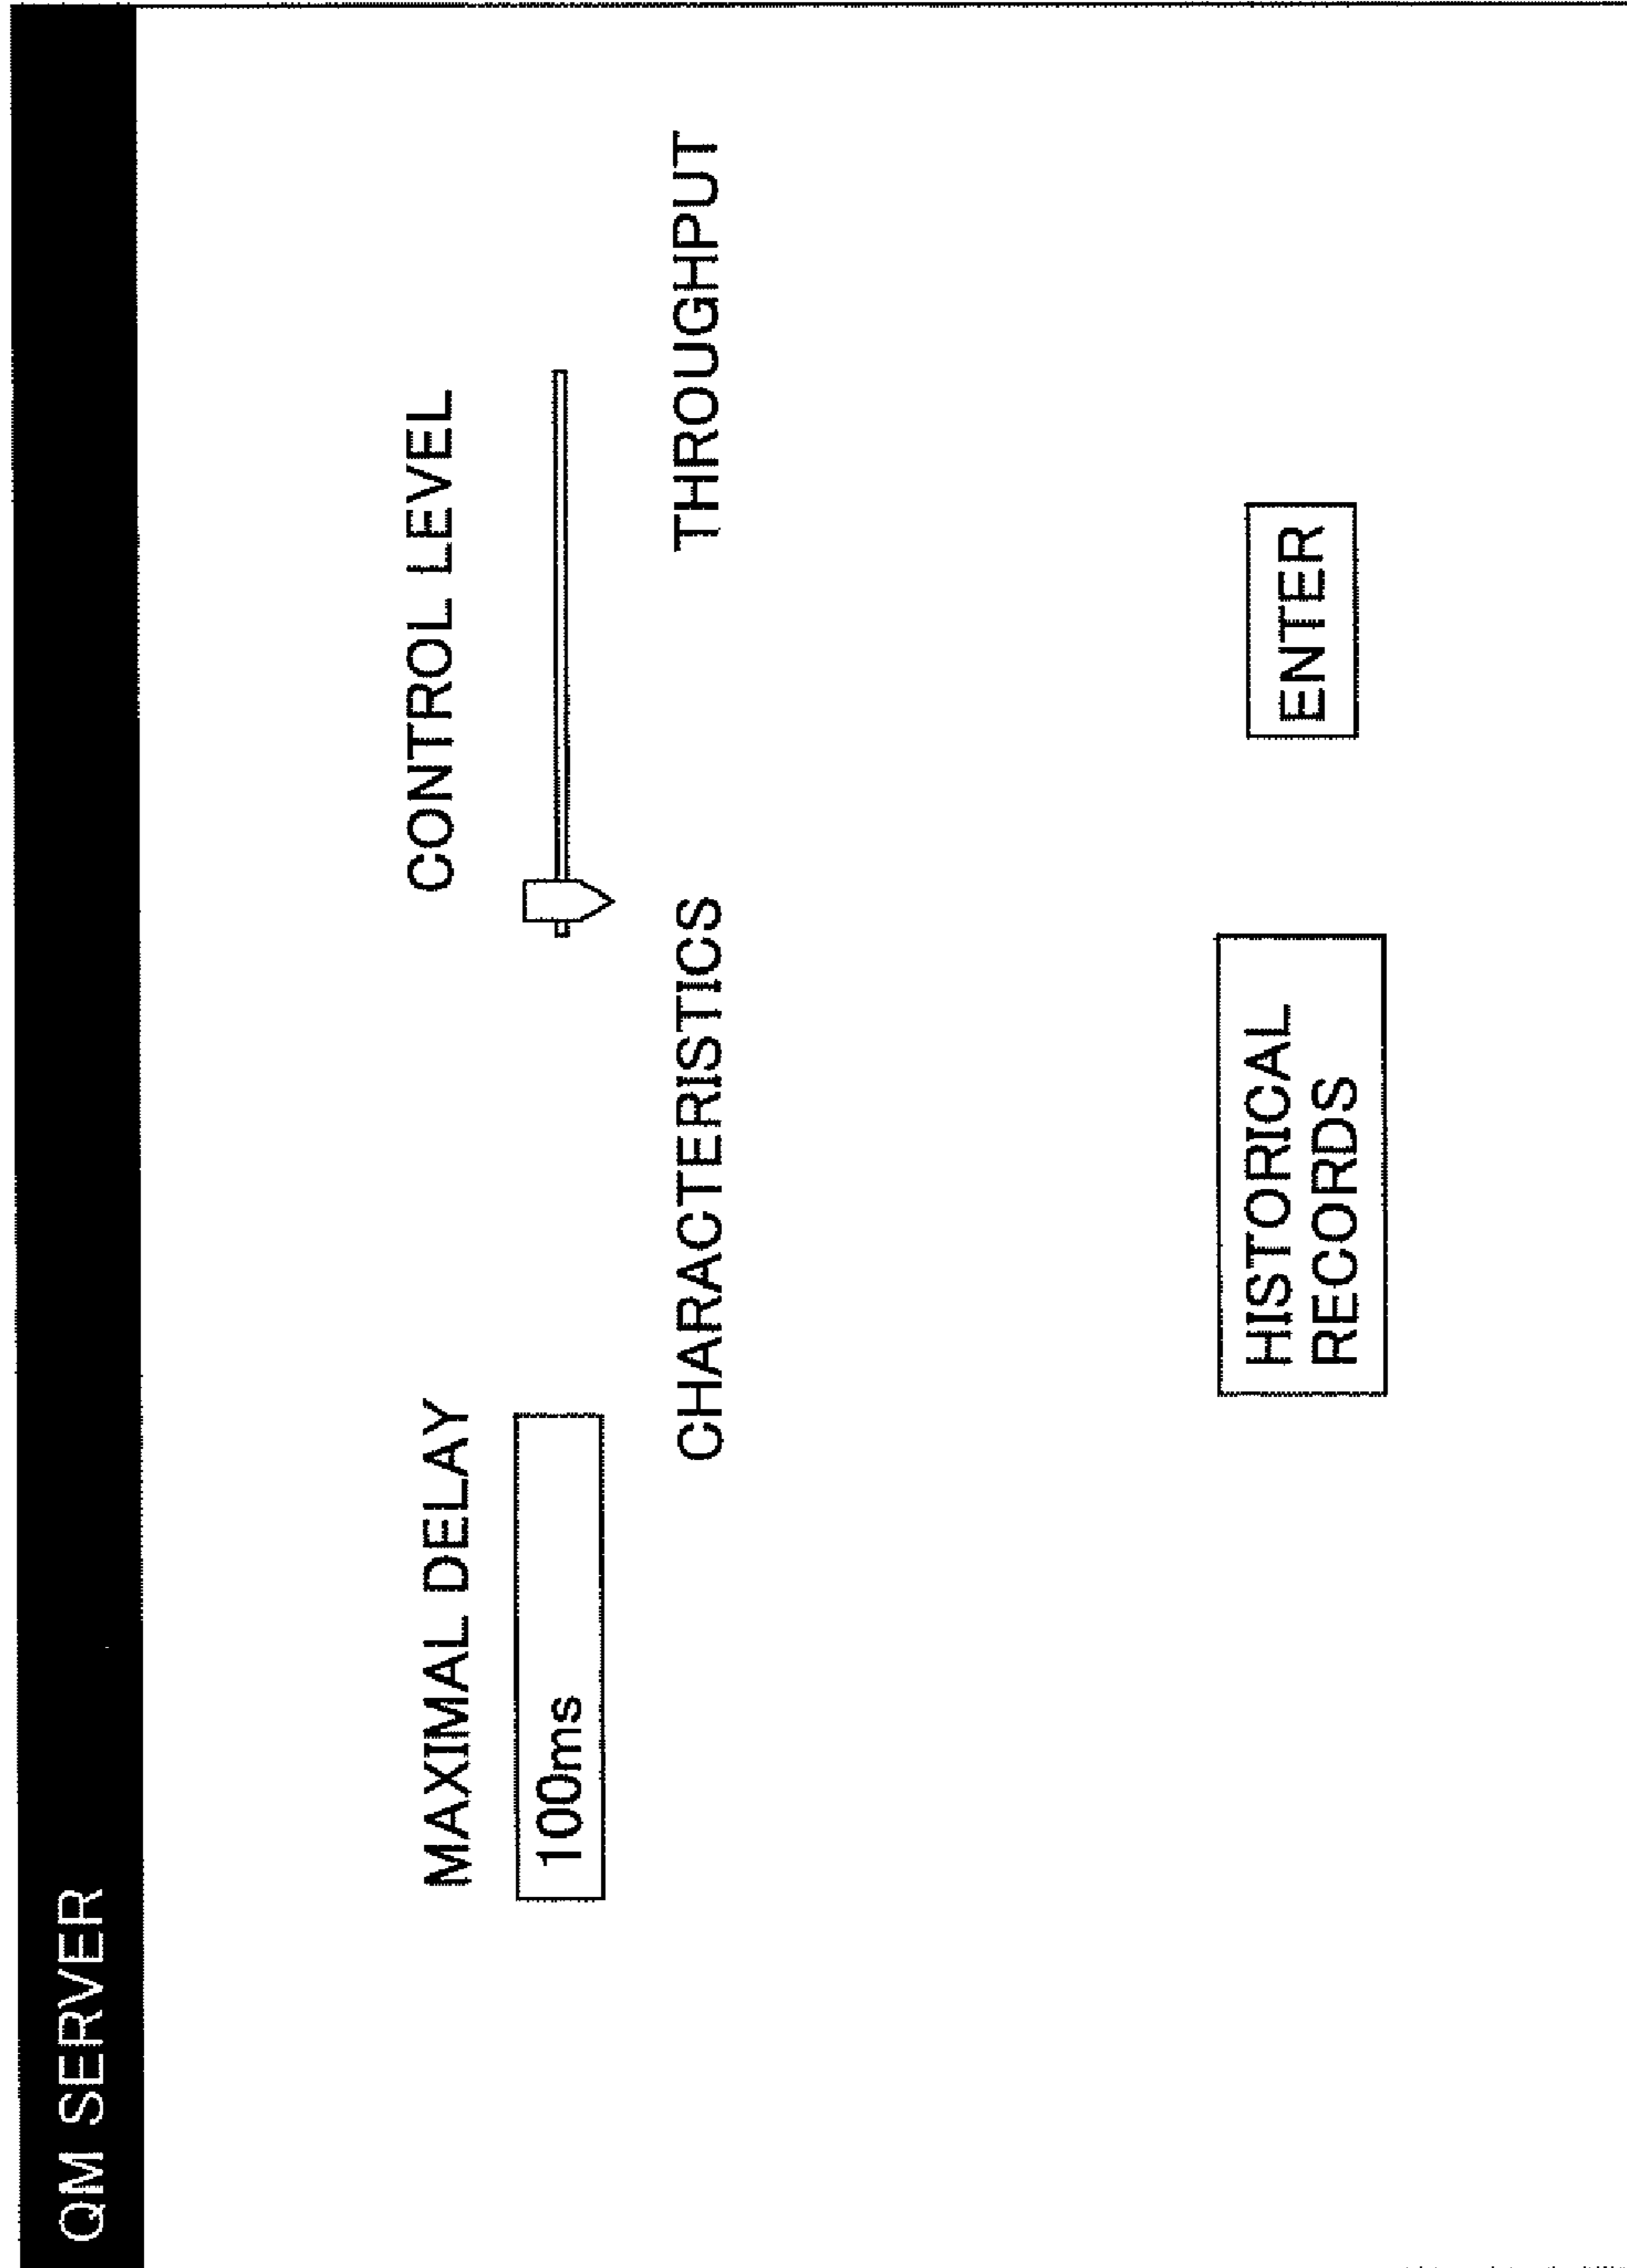 QM SERVER
MAXIMAL DELAY
CONTROL LEVEL
100ms
CHARACTERISTICS
THROUGHPUT
HISTORICAL
RECORDS
ENTER